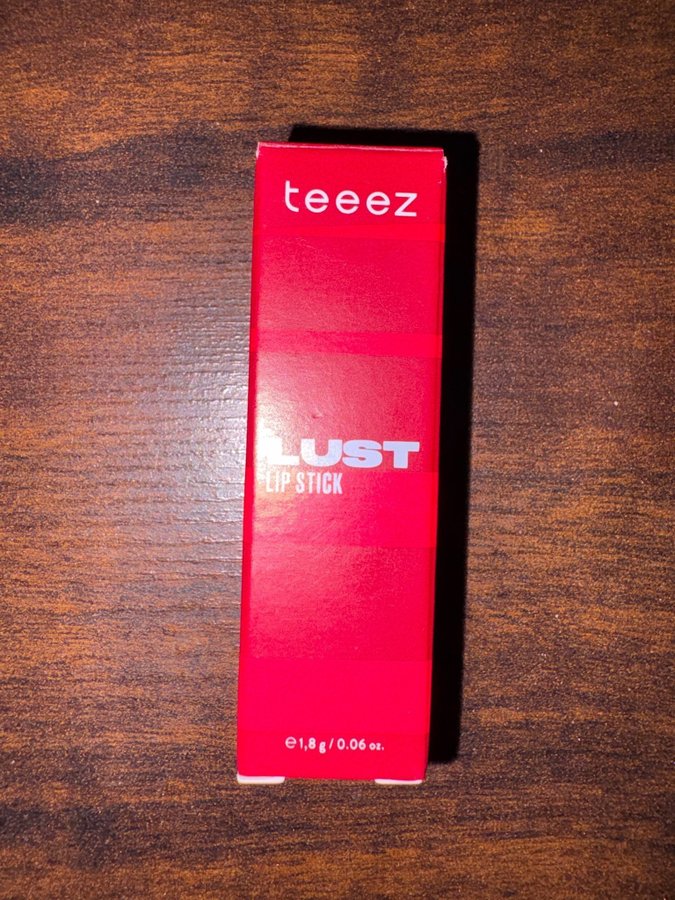 teeez
LUST
LIP STICK
℮1,8 g / 0.06 oz.